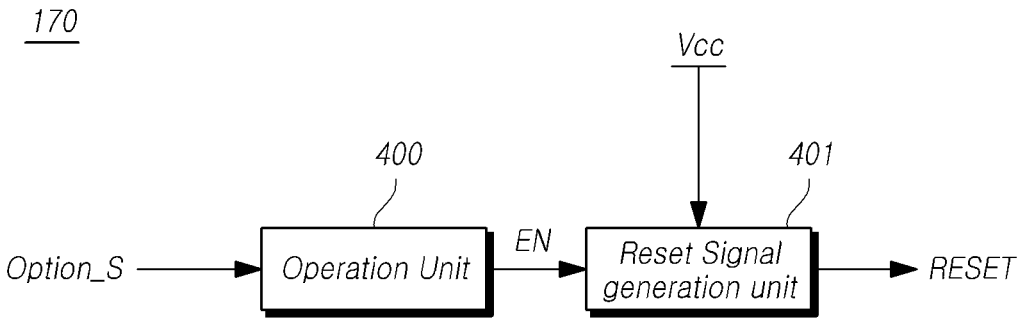 170
Vcc
400
401
Option_S
Operation Unit
EN
Reset Signal
generation unit
RESET